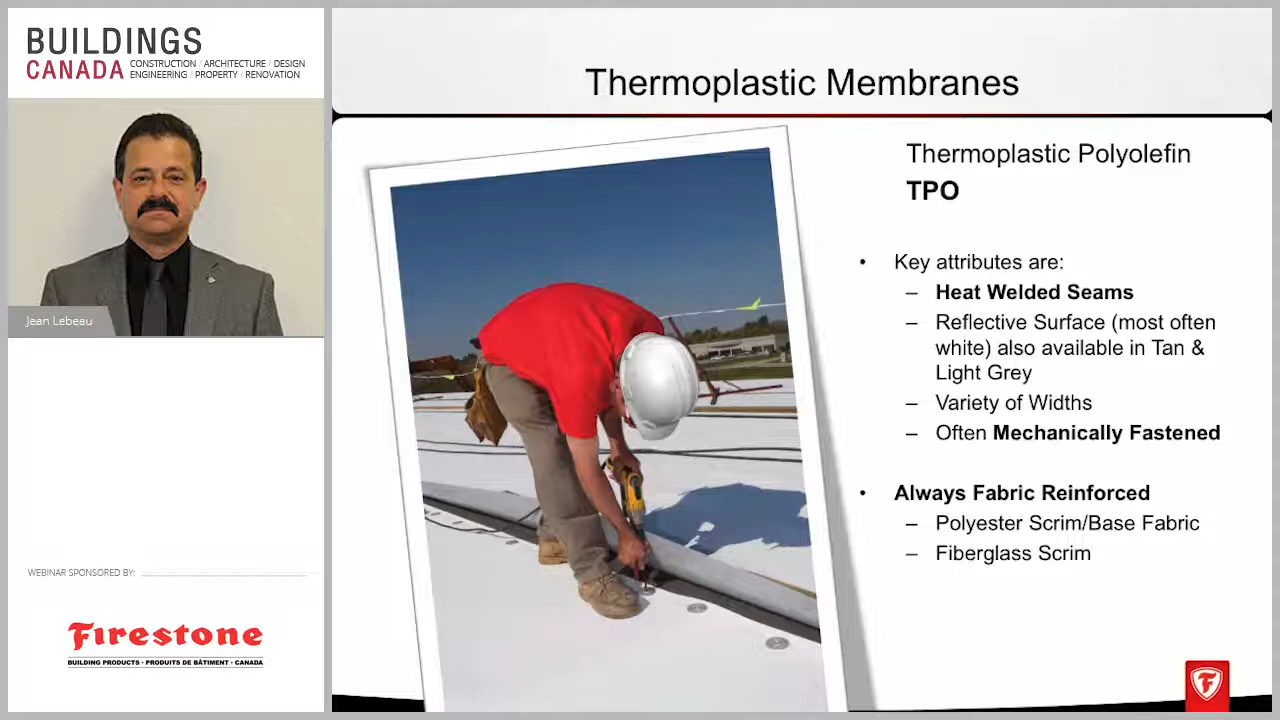 BUILDINGS
CANADA
CONSTRUCTION / ARCHITECTURE / DESIGN
ENGINEERING / PROPERTY / RENOVATION
Jean Lebeau
WEBINAR SPONSORED BY:
Firestone
BUILDING PRODUCTS · PRODUITS DE BÂTIMENT · CANADA
Thermoplastic Membranes
Thermoplastic Polyolefin
TPO
• Key attributes are:
– Heat Welded Seams
– Reflective Surface (most often
white) also available in Tan &
Light Grey
– Variety of Widths
– Often Mechanically Fastened
• Always Fabric Reinforced
– Polyester Scrim/Base Fabric
– Fiberglass Scrim
F